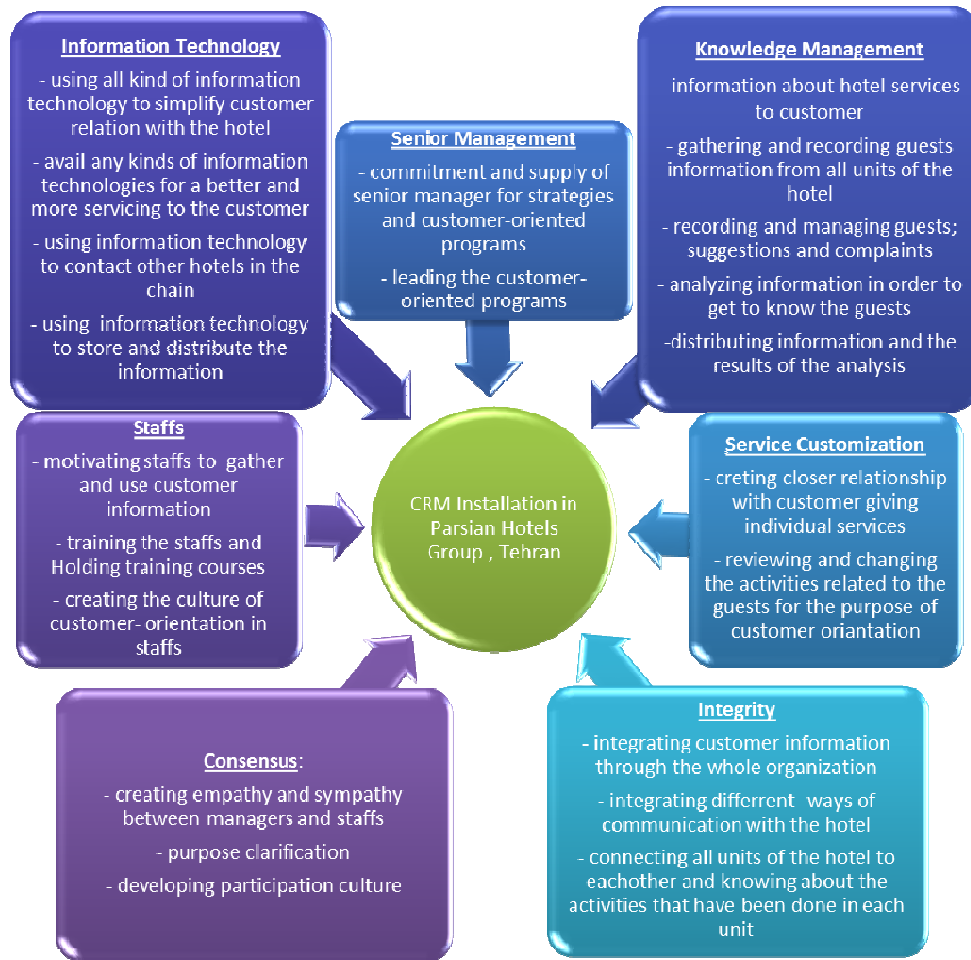 Information Technology
- using all kind of information
technology to simplify customer
relation with the hotel
- avail any kinds of information
technologies for a better and
more servicing to the customer
- using information technology
to contact other hotels in the
chain
- using information technology
to store and distribute the
information
Senior Management
- commitment and supply of
senior manager for strategies
and customer-oriented
programs
- leading the customer-
oriented programs
Knowledge Management
information about hotel services
to customer
- gathering and recording guests
information from all units of the
hotel
- recording and managing guests;
suggestions and complaints
- analyzing information in order to
get to know the guests
-distributing information and the
results of the analysis
Staffs
- motivating staffs to gather
and use customer
information
- training the staffs and
Holding training courses
- creating the culture of
customer- orientation in
staffs
CRM Installation in
Parsian Hotels
Group , Tehran
Service Customization
- creting closer relationship
with customer giving
individual services
- reviewing and changing
the activities related to the
guests for the purpose of
customer oriantation
Consensus:
- creating empathy and sympathy
between managers and staffs
- purpose clarification
- developing participation culture
Integrity
- integrating customer information
through the whole organization
- integrating different ways of
communication with the hotel
- connecting all units of the hotel to
eachother and knowing about the
activities that have been done in each
unit